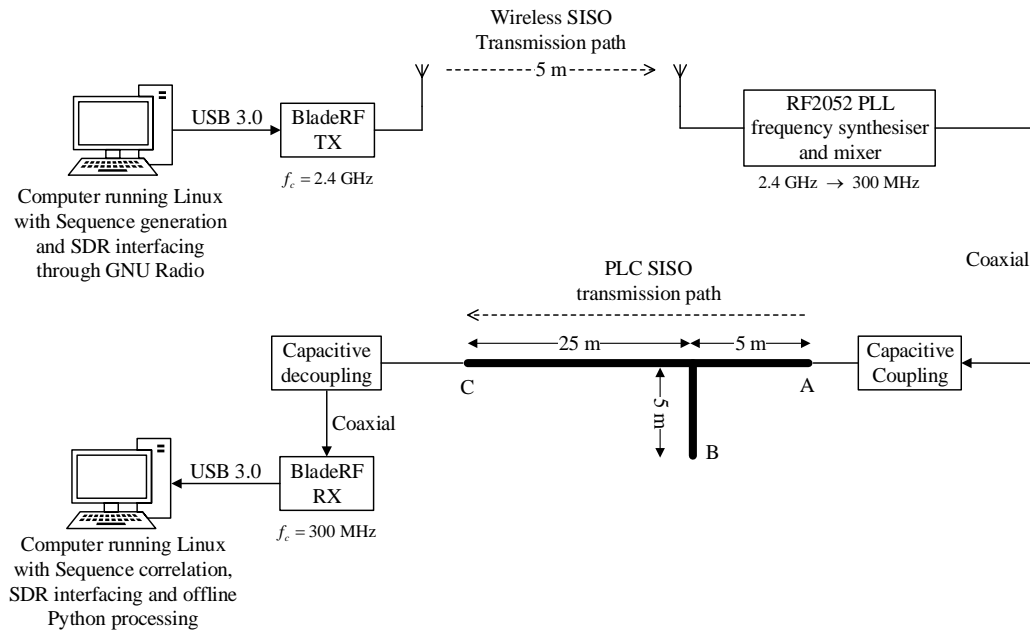 Wireless SISO
Transmission path
5 m
USB 3.0
BladeRF
TX
f_c = 2.4 GHz
RF2052 PLL
frequency synthesiser
and mixer
2.4 GHz → 300 MHz
Computer running Linux
with Sequence generation
and SDR interfacing
through GNU Radio
Coaxial
PLC SISO
transmission path
25 m
5 m
Capacitive
decoupling
C
A
Capacitive
Coupling
5 m
B
Coaxial
USB 3.0
BladeRF
RX
f_c = 300 MHz
Computer running Linux
with Sequence correlation,
SDR interfacing and offline
Python processing